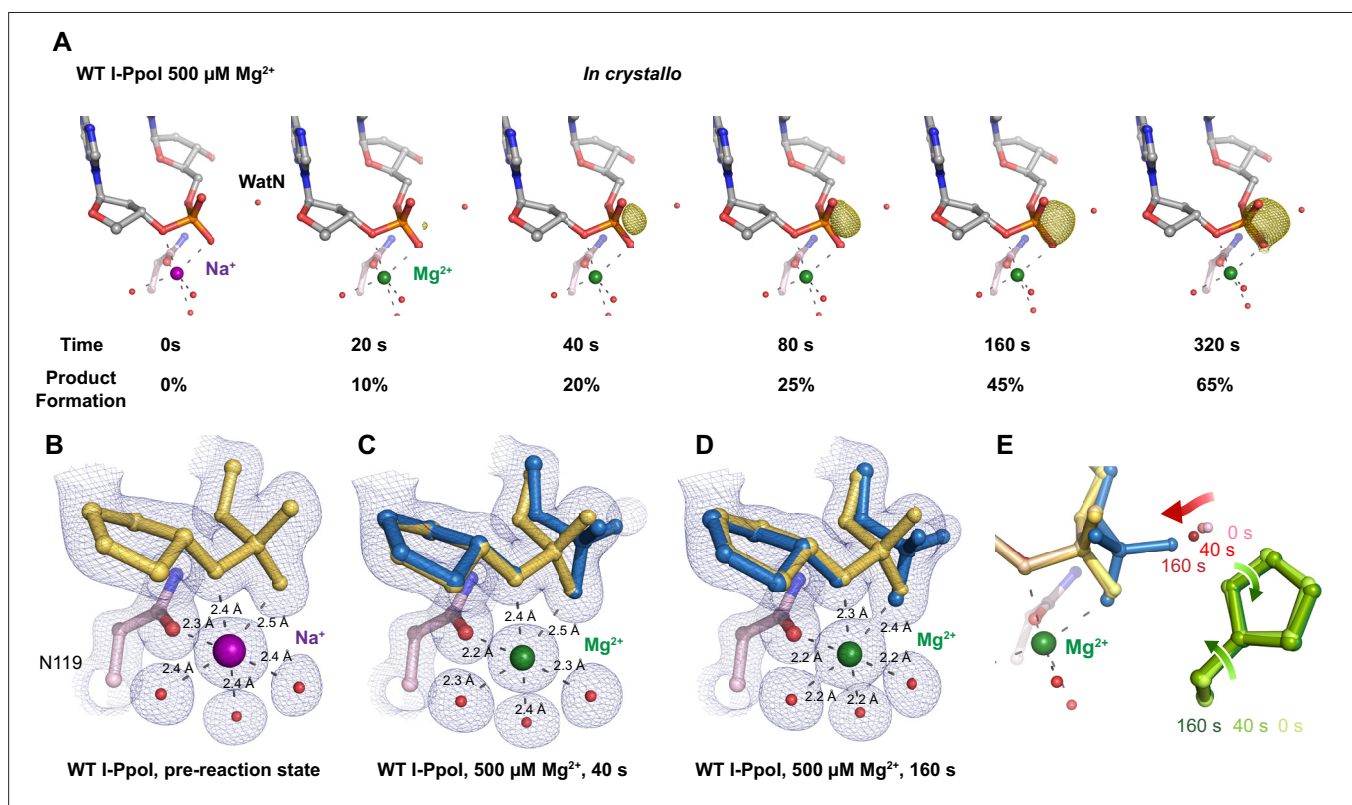 A
WT I-PpoI 500 µM Mg²⁺
In crystallo
WatN
Na⁺
Mg²⁺
Time 0s 20 s 40 s 80 s 160 s 320 s
Product
Formation
0% 10% 20% 25% 45% 65%
B
2.4 Å
2.3 Å
2.5 Å
Na⁺
N119
2.4 Å
2.4 Å
2.4 Å
WT I-PpoI, pre-reaction state
C
2.4 Å
2.5 Å
Mg²⁺
2.2 Å
2.3 Å
2.3 Å
2.4 Å
WT I-PpoI, 500 µM Mg²⁺, 40 s
D
2.3 Å
2.4 Å
Mg²⁺
2.2 Å
2.2 Å
2.2 Å
2.2 Å
WT I-PpoI, 500 µM Mg²⁺, 160 s
E
0 s
40 s
160 s
Mg²⁺
160 s 40 s 0 s